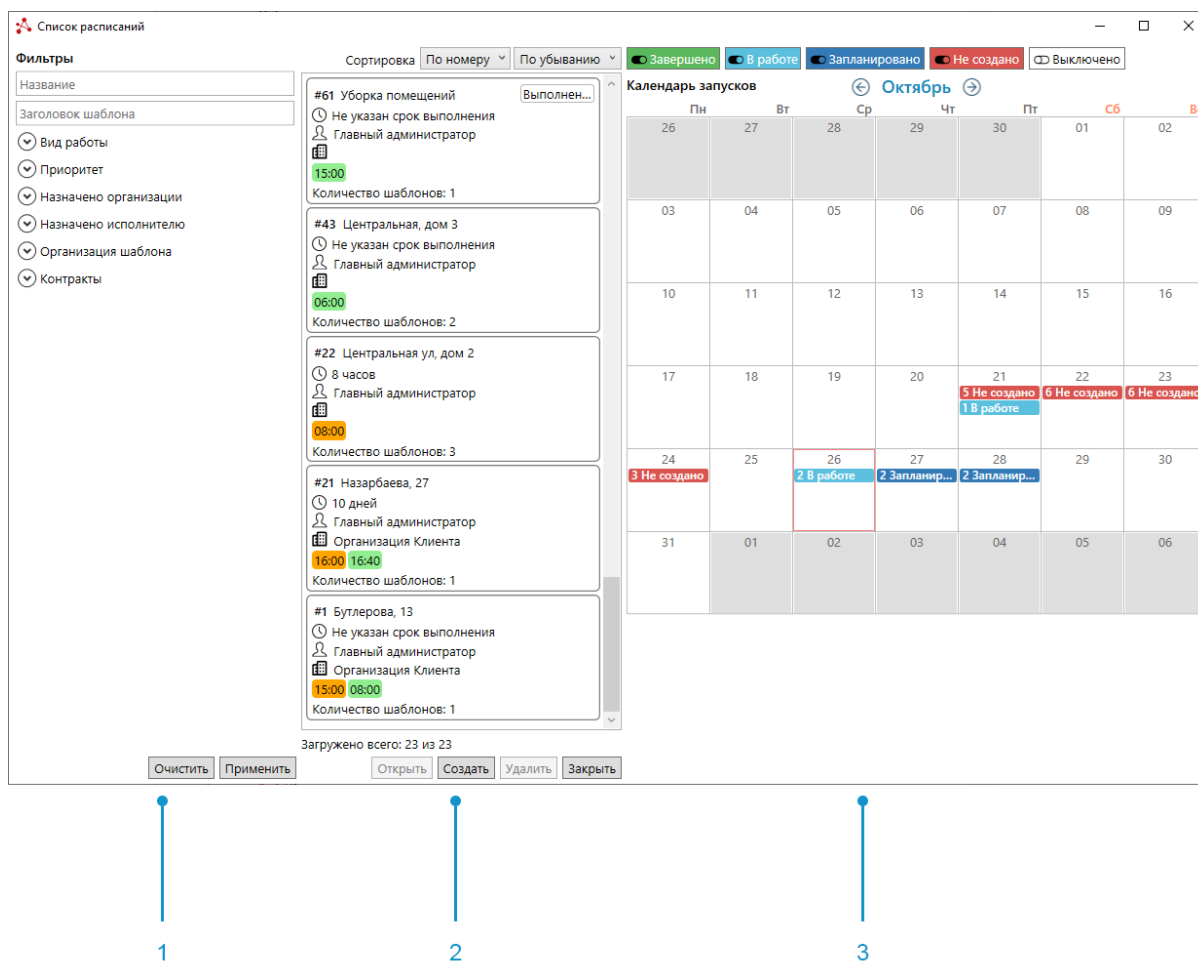 Список расписаний
Фильтры
Название
Заголовок шаблона
Вид работы
Приоритет
Назначено организации
Назначено исполнителю
Организация шаблона
Контракты
Очистить Применить
Сортировка По номеру По убыванию
#61 Уборка помещений Выполнен...
Не указан срок выполнения
Главный администратор
15:00
Количество шаблонов: 1
#43 Центральная, дом 3
Не указан срок выполнения
Главный администратор
06:00
Количество шаблонов: 2
#22 Центральная ул, дом 2
8 часов
Главный администратор
08:00
Количество шаблонов: 3
#21 Назарбаева, 27
10 дней
Главный администратор
Организация Клиента
16:00 16:40
Количество шаблонов: 1
#1 Бутлерова, 13
Не указан срок выполнения
Главный администратор
Организация Клиента
15:00 08:00
Количество шаблонов: 1
Загружено всего: 23 из 23
Открыть Создать Удалить Закрыть
Завершено В работе Запланировано Не создано Выключено
Календарь запусков Октябрь
Пн Вт Ср Чт Пт Сб
26 27 28 29 30 01 02
03 04 05 06 07 08 09
10 11 12 13 14 15 16
17 18 19 20 21 22 23
5 Не создано 6 Не создано 6 Не создано
1 В работе
24 25 26 27 28 29 30
3 Не создано 2 В работе 2 Запланир... 2 Запланир...
31 01 02 03 04 05 06
1 2 3